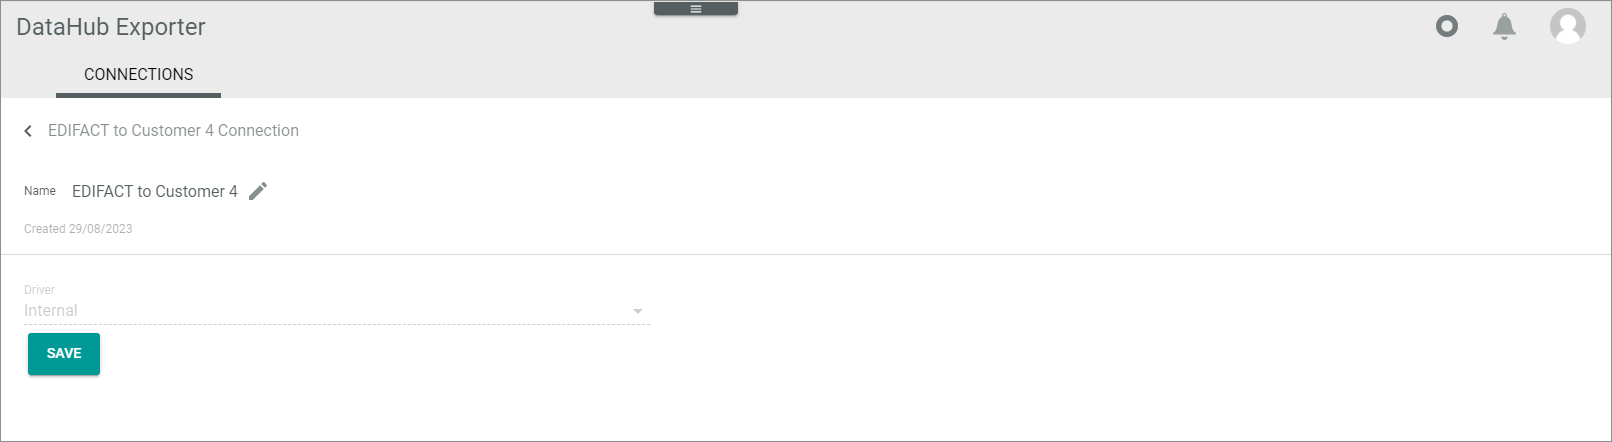 DataHub Exporter
CONNECTIONS
EDIFACT to Customer 4 Connection
Name EDIFACT to Customer 4
Created 29/08/2023
Driver
Internal
SAVE